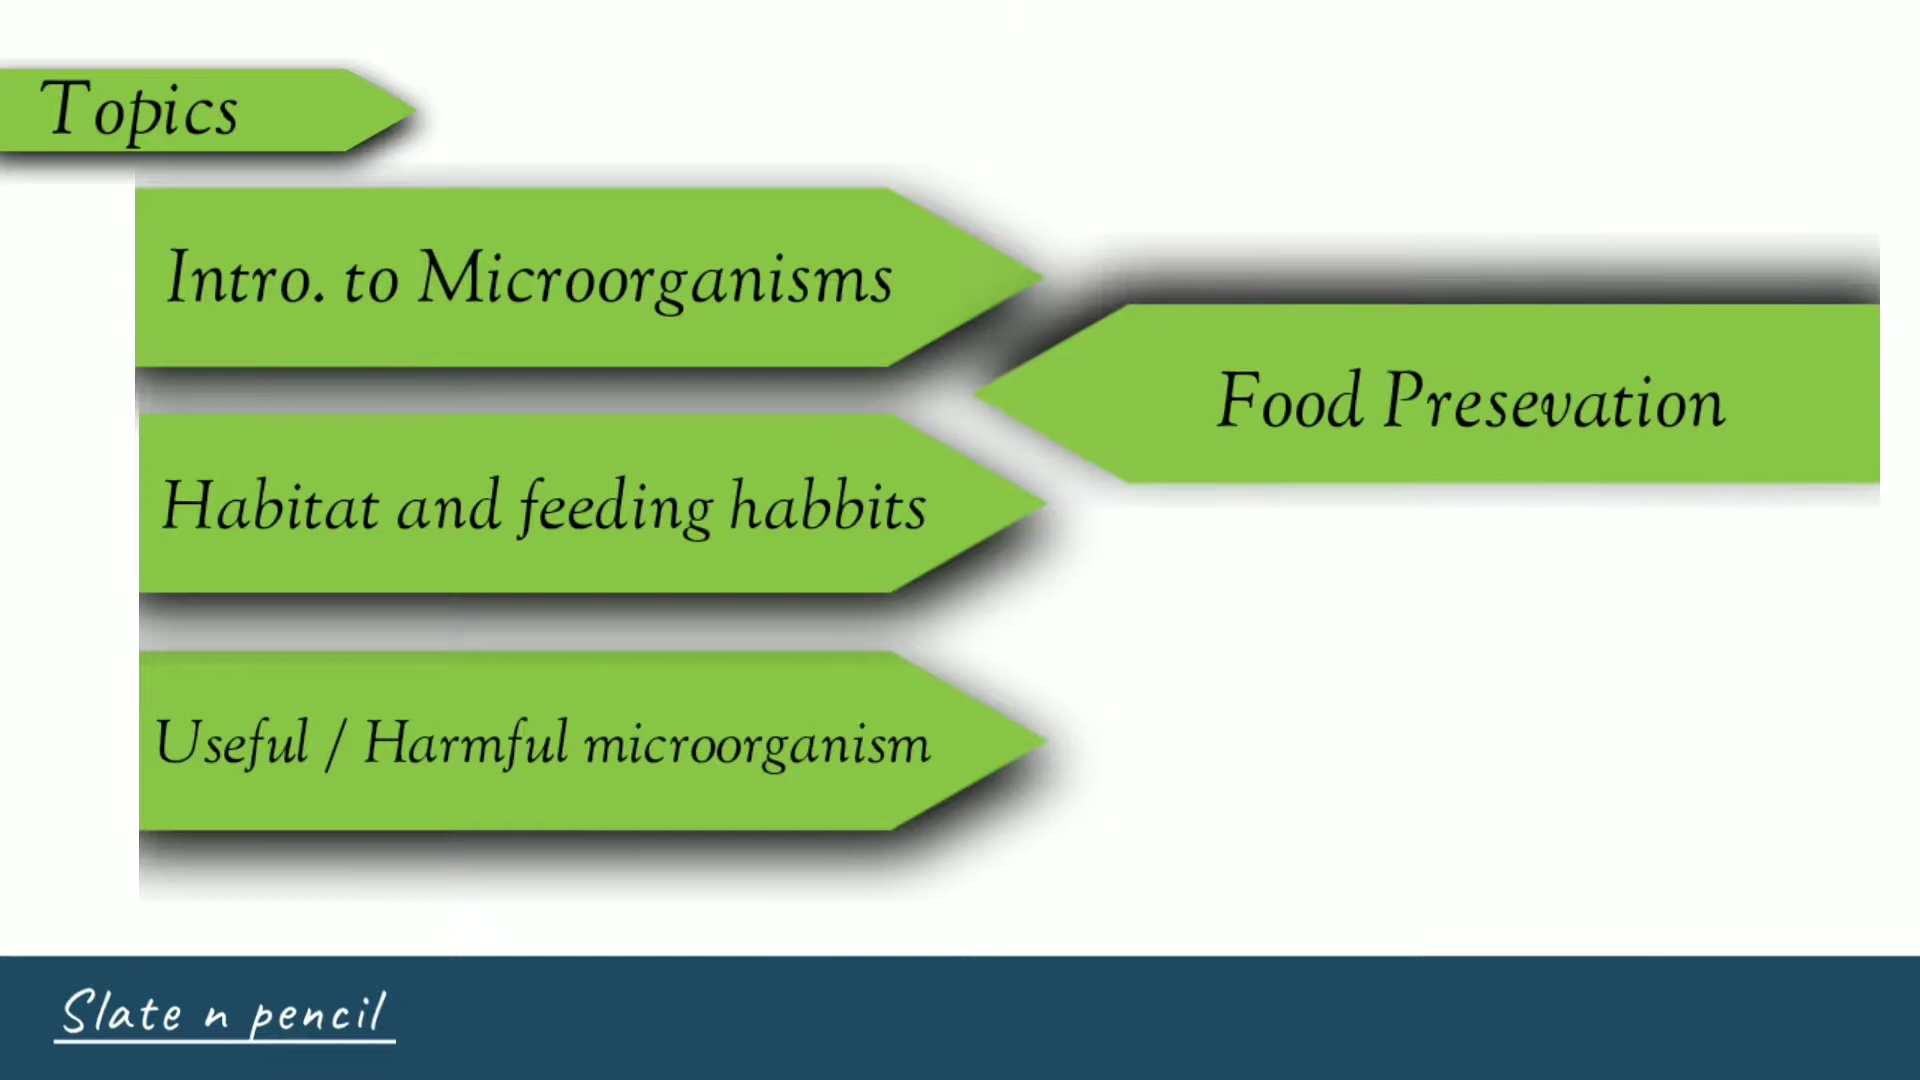 Topics
Intro. to Microorganisms
Habitat and feeding habbits
Useful / Harmful microorganism
Food Presevation
Slate n pencil